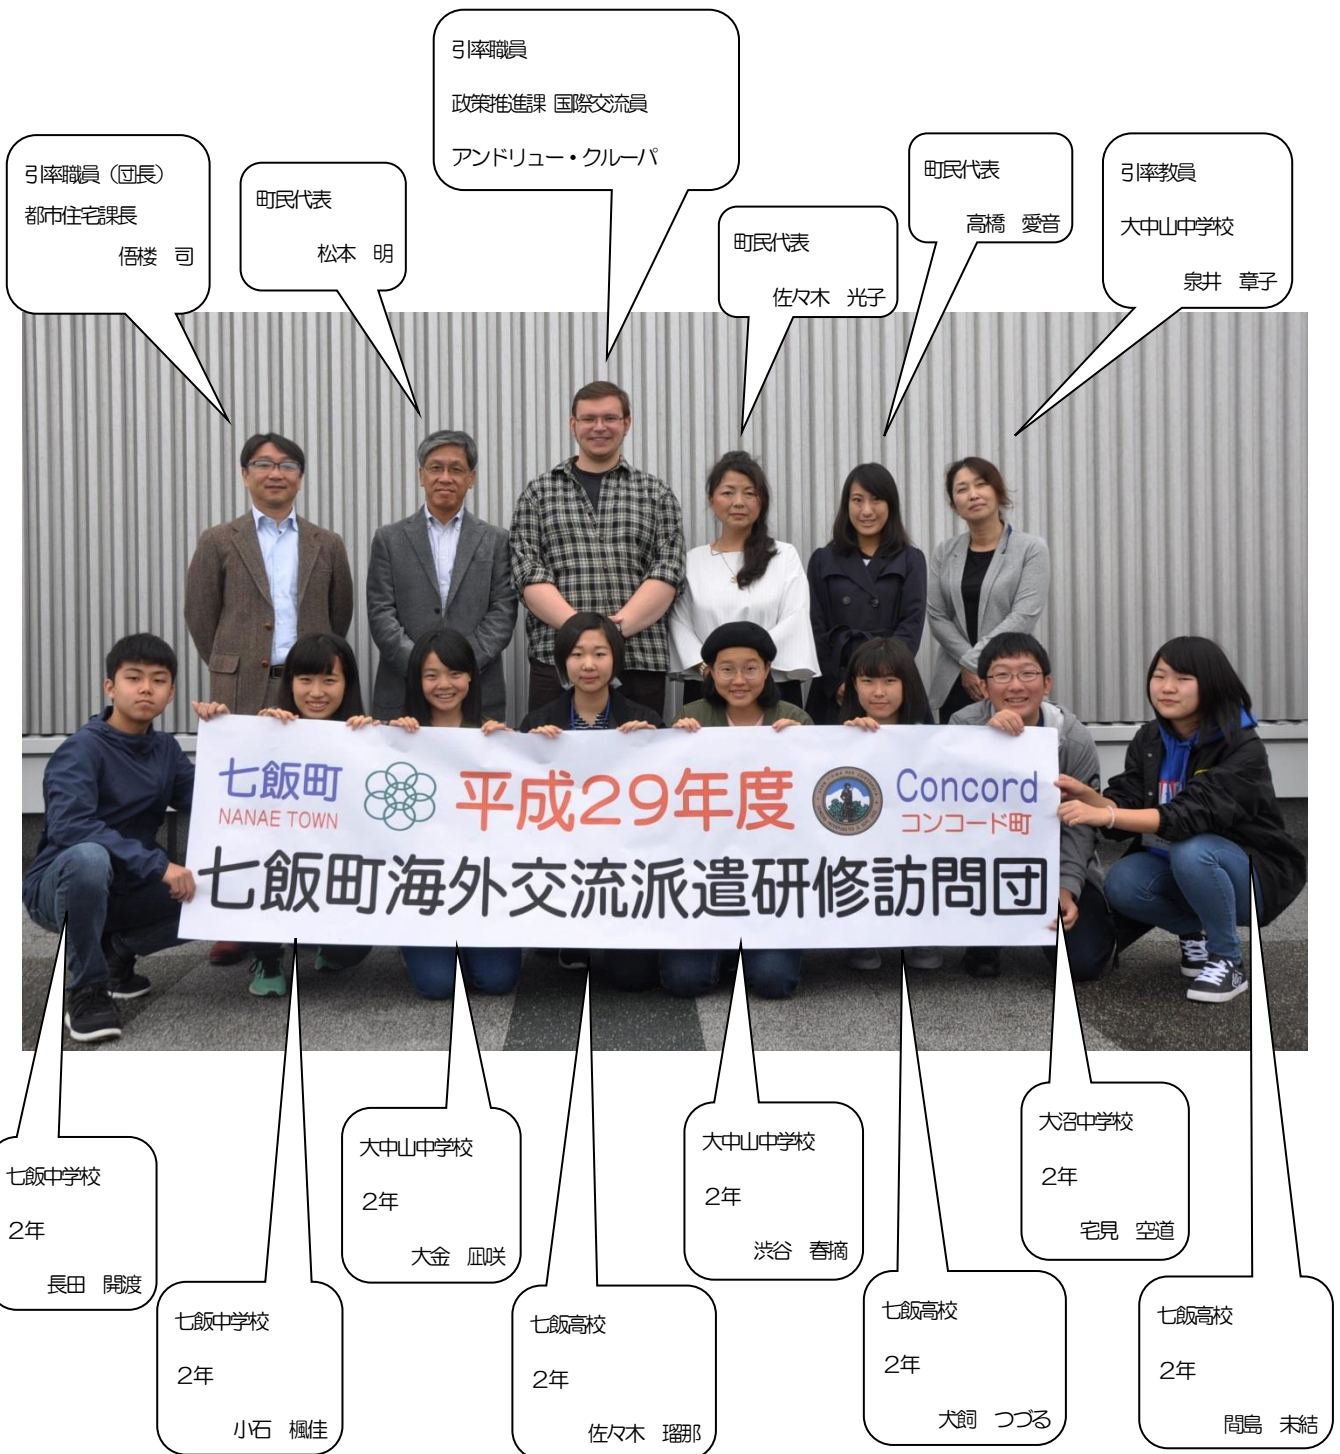 引率職員
政策推進課 国際交流員
アンドリュー・クルーパ
引率職員（団長）
都市住宅課長
俉楼 司
町民代表
松本 明
町民代表
佐々木 光子
町民代表
高橋 愛音
引率教員
大中山中学校
泉井 章子
七飯町
NANAE TOWN
平成29年度
Concord
コンコード町
七飯町海外交流派遣研修訪問団
七飯中学校
2年
長田 開渡
七飯中学校
2年
小石 楓佳
大中山中学校
2年
大金 凪咲
七飯高校
2年
佐々木 瑠那
大中山中学校
2年
渋谷 春摘
七飯高校
2年
犬飼 つづる
大沼中学校
2年
宅見 空道
七飯高校
2年
間島 未結